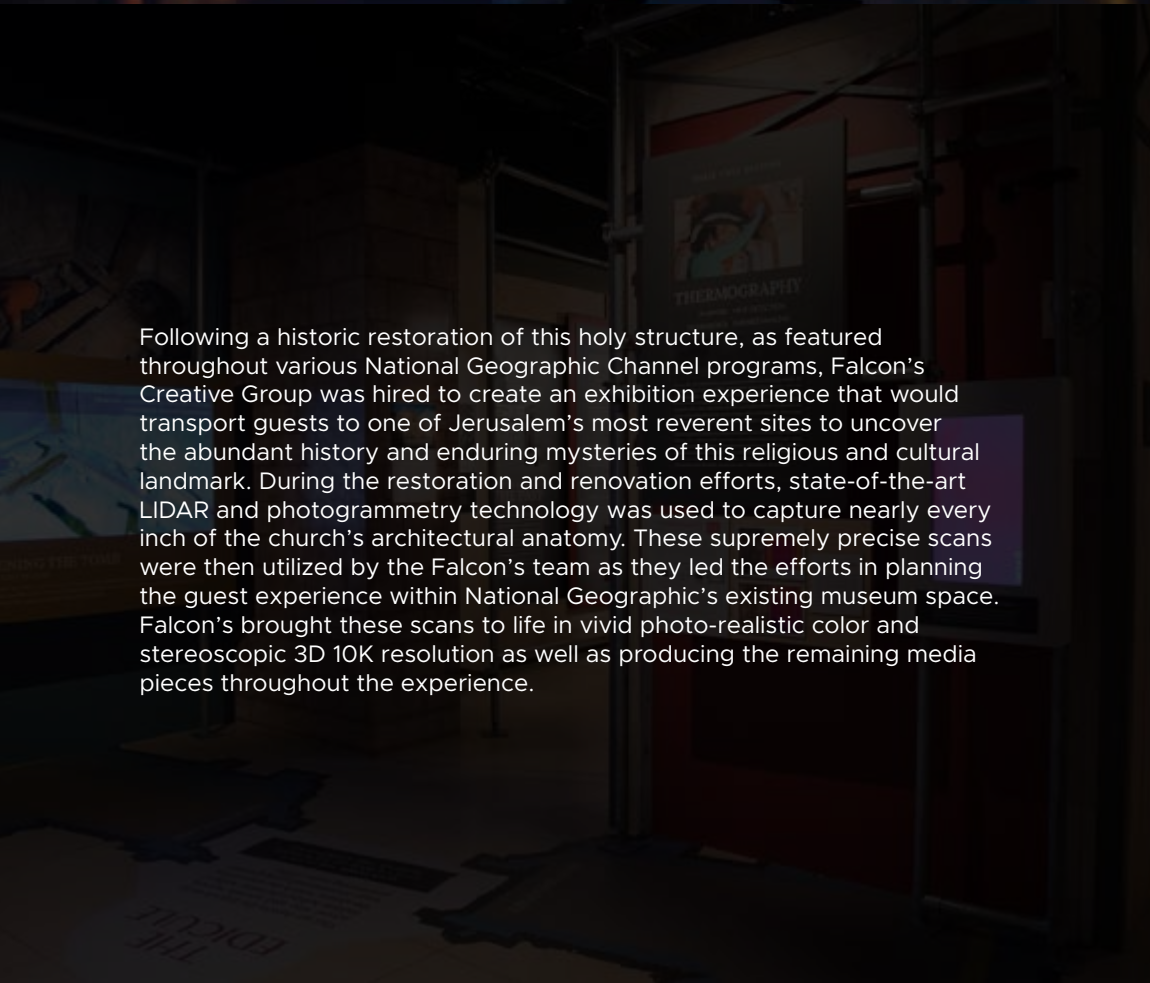 THERMOGRAPHY
Following a historic restoration of this holy structure, as featured
throughout various National Geographic Channel programs, Falcon’s
Creative Group was hired to create an exhibition experience that would
transport guests to one of Jerusalem’s most reverent sites to uncover
the abundant history and enduring mysteries of this religious and cultural
landmark. During the restoration and renovation efforts, state-of-the-art
LIDAR and photogrammetry technology was used to capture nearly every
inch of the church’s architectural anatomy. These supremely precise scans
were then utilized by the Falcon’s team as they led the efforts in planning
the guest experience within National Geographic’s existing museum space.
Falcon’s brought these scans to life in vivid photo-realistic color and
stereoscopic 3D 10K resolution as well as producing the remaining media
pieces throughout the experience.
THE TOMB
THE
EDICULE